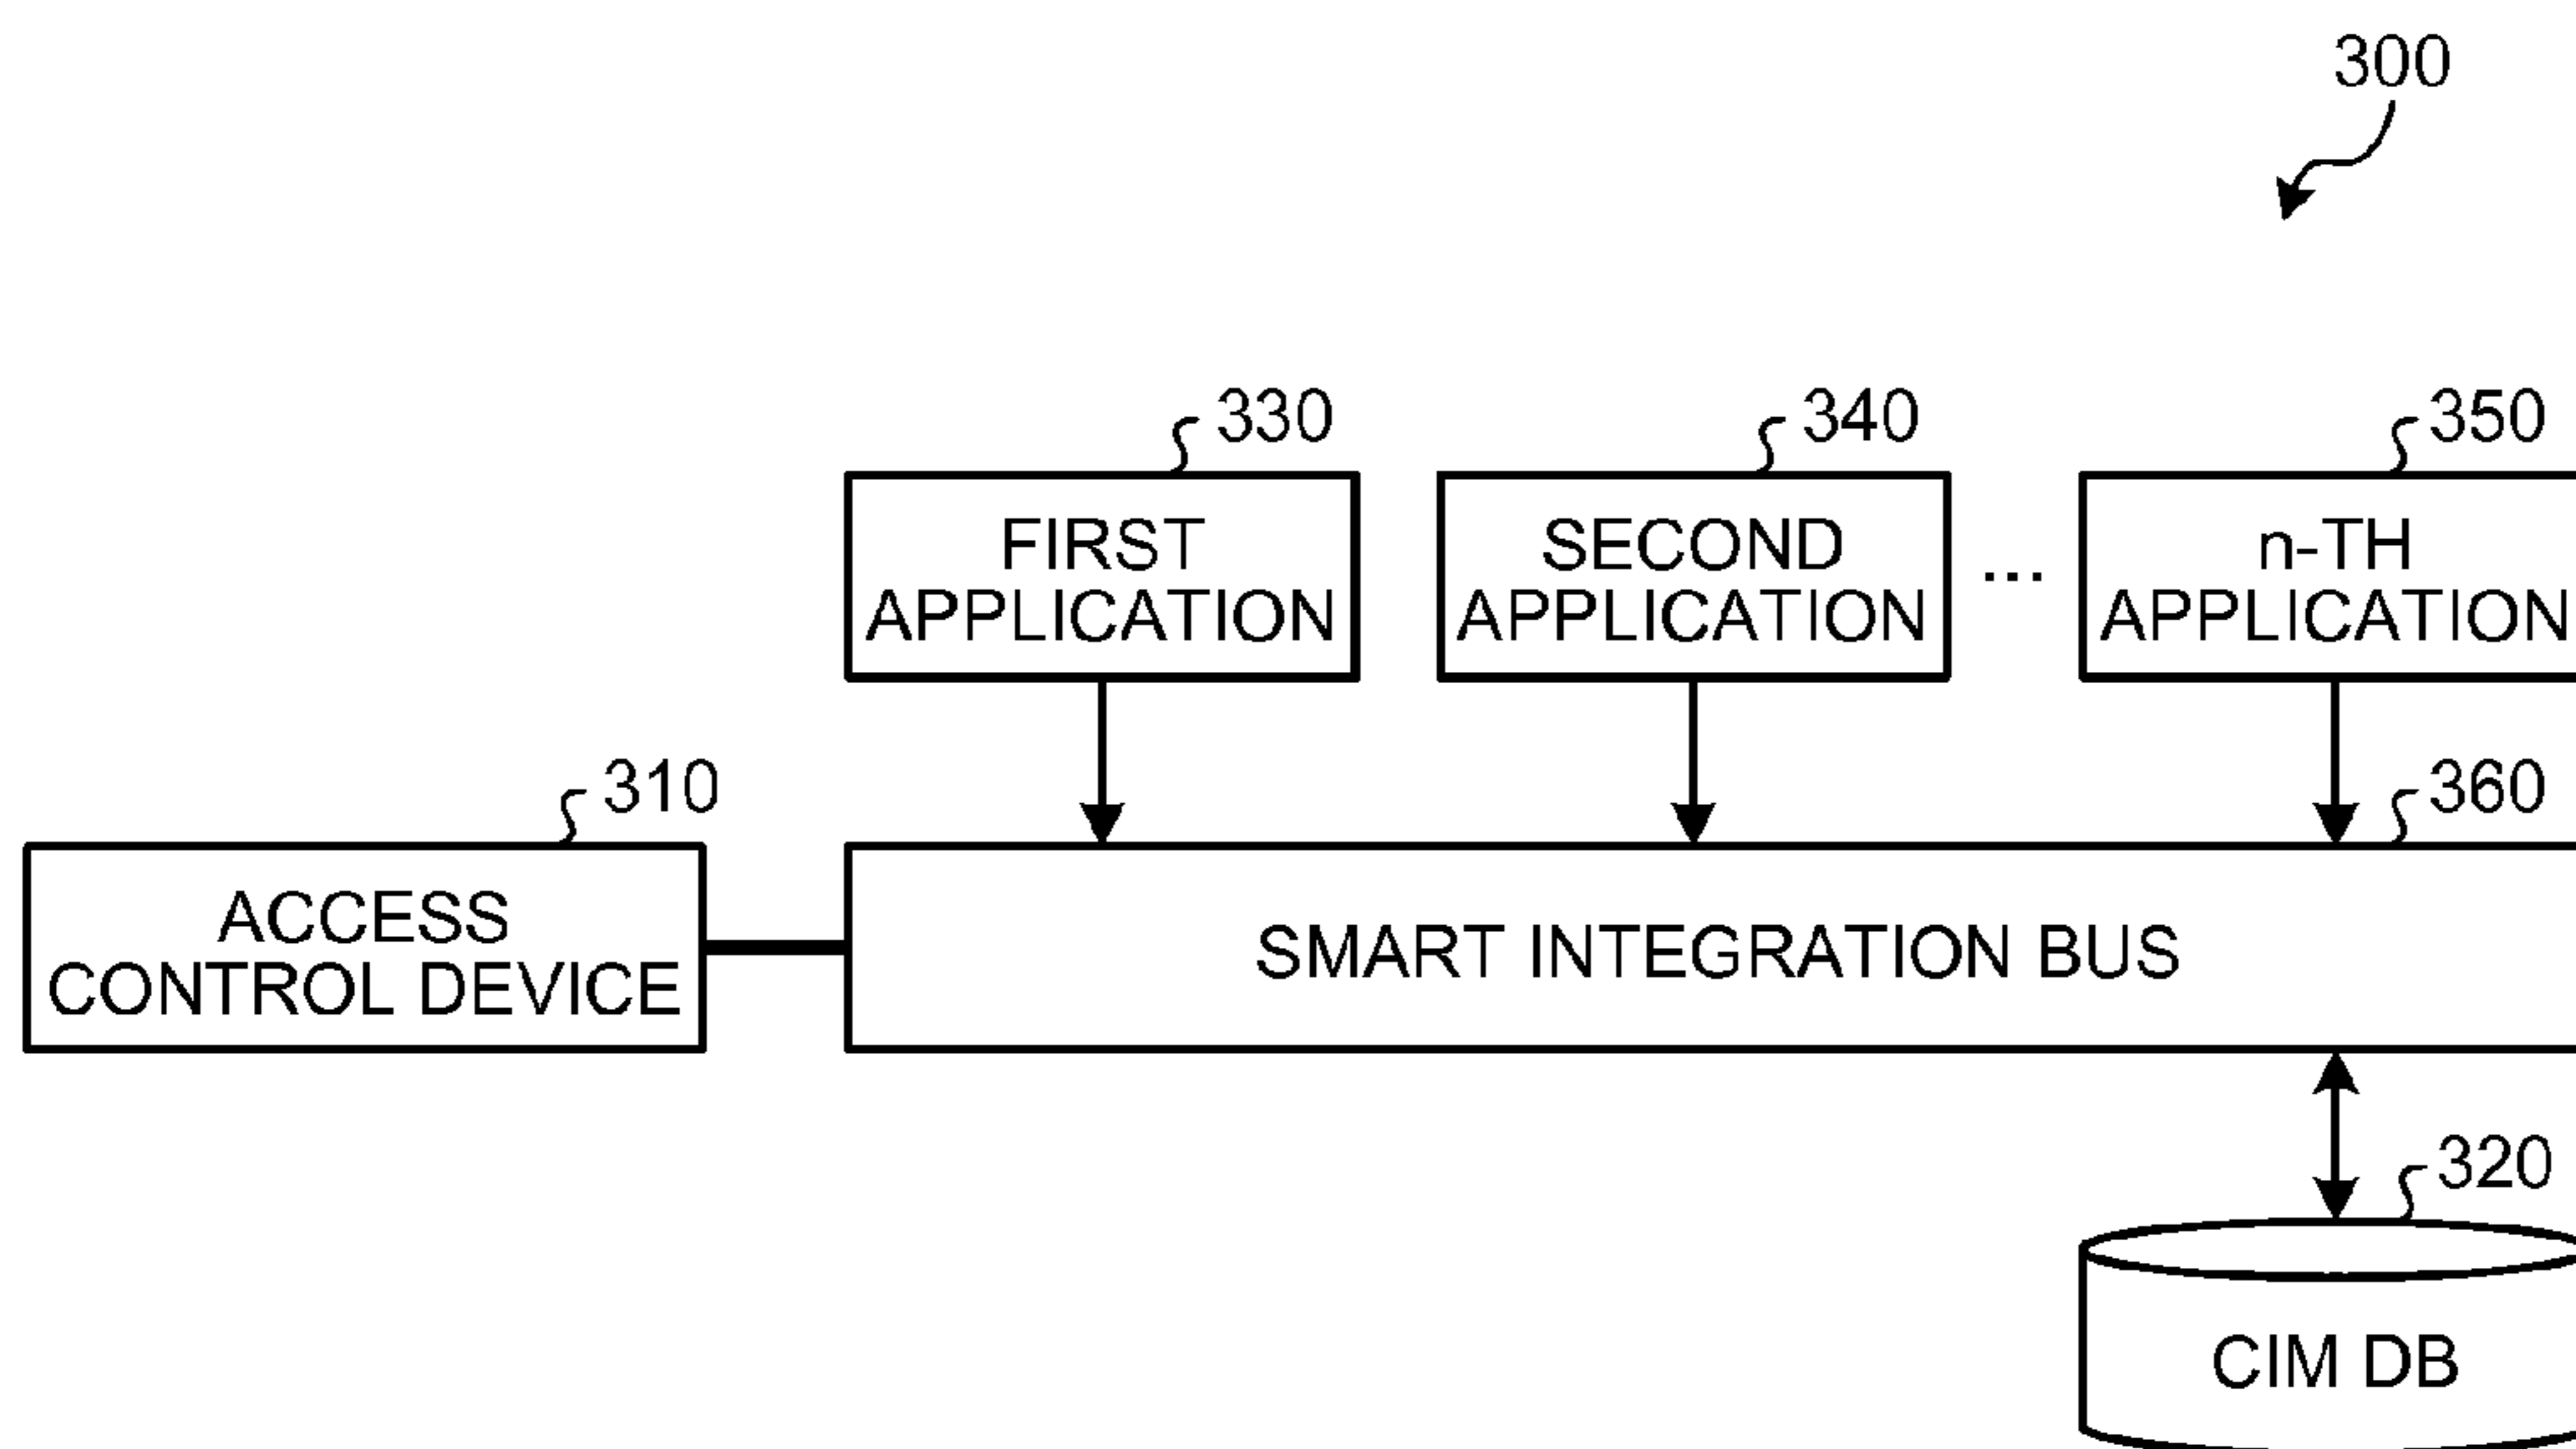 300
330
340
350
FIRST
APPLICATION
SECOND
APPLICATION
...
n-TH
APPLICATION
310
360
ACCESS
CONTROL DEVICE
SMART INTEGRATION BUS
320
CIM DB